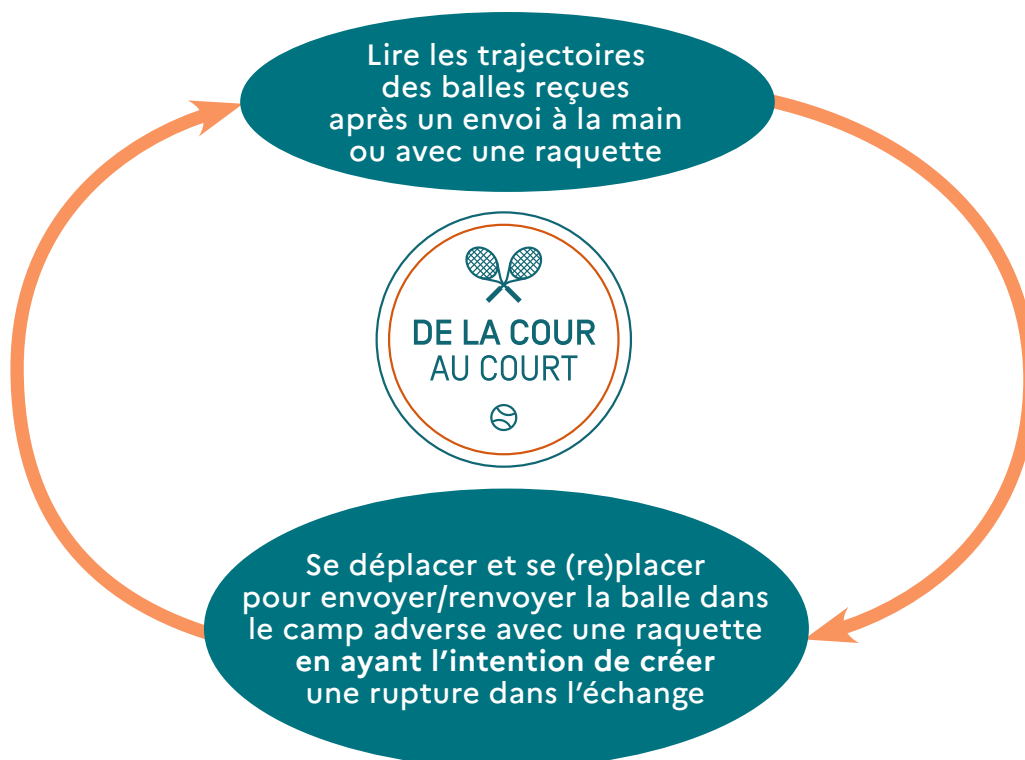 Lire les trajectoires
des balles reçues
après un envoi à la main
ou avec une raquette
DE LA COUR
AU COURT
Se déplacer et se (re)placer
pour envoyer/renvoyer la balle dans
le camp adverse avec une raquette
en ayant l’intention de créer
une rupture dans l’échange